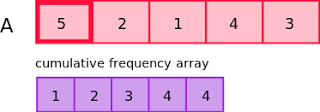 A 5 2 1 4 3
cumulative frequency array
1 2 3 4 4